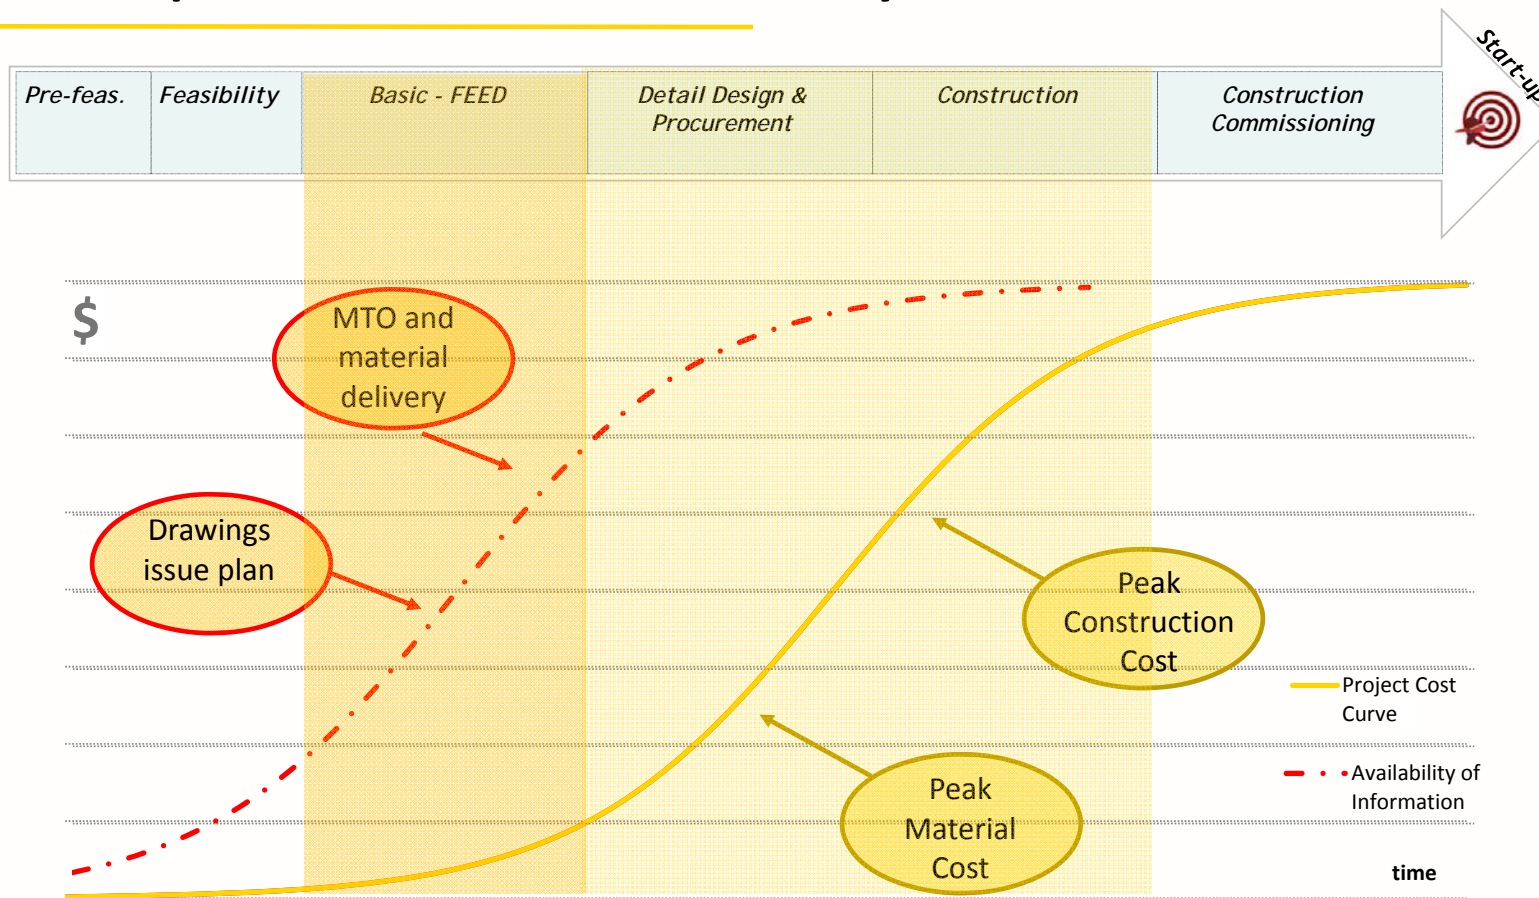 Start-up
Pre-feas.
Feasibility
Basic - FEED
Detail Design &
Procurement
Construction
Construction
Commissioning
$
MTO and
material
delivery
Drawings
issue plan
Peak
Construction
Cost
Project Cost
Curve
Peak
Material
Cost
Availability of
Information
time